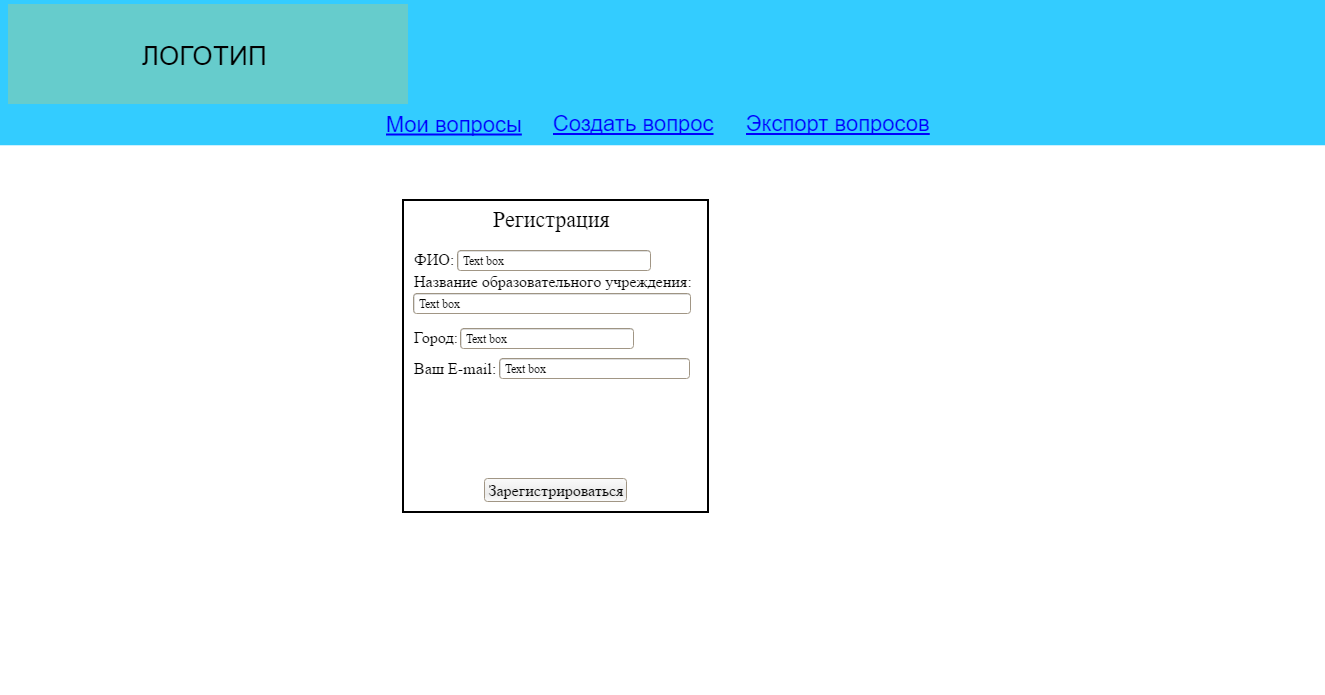 ЛОГОТИП
Мои вопросы Создать вопрос Экспорт вопросов
Регистрация
ФИО: Text box
Название образовательного учреждения:
Text box
Город: Text box
Ваш E-mail: Text box
Зарегистрироваться